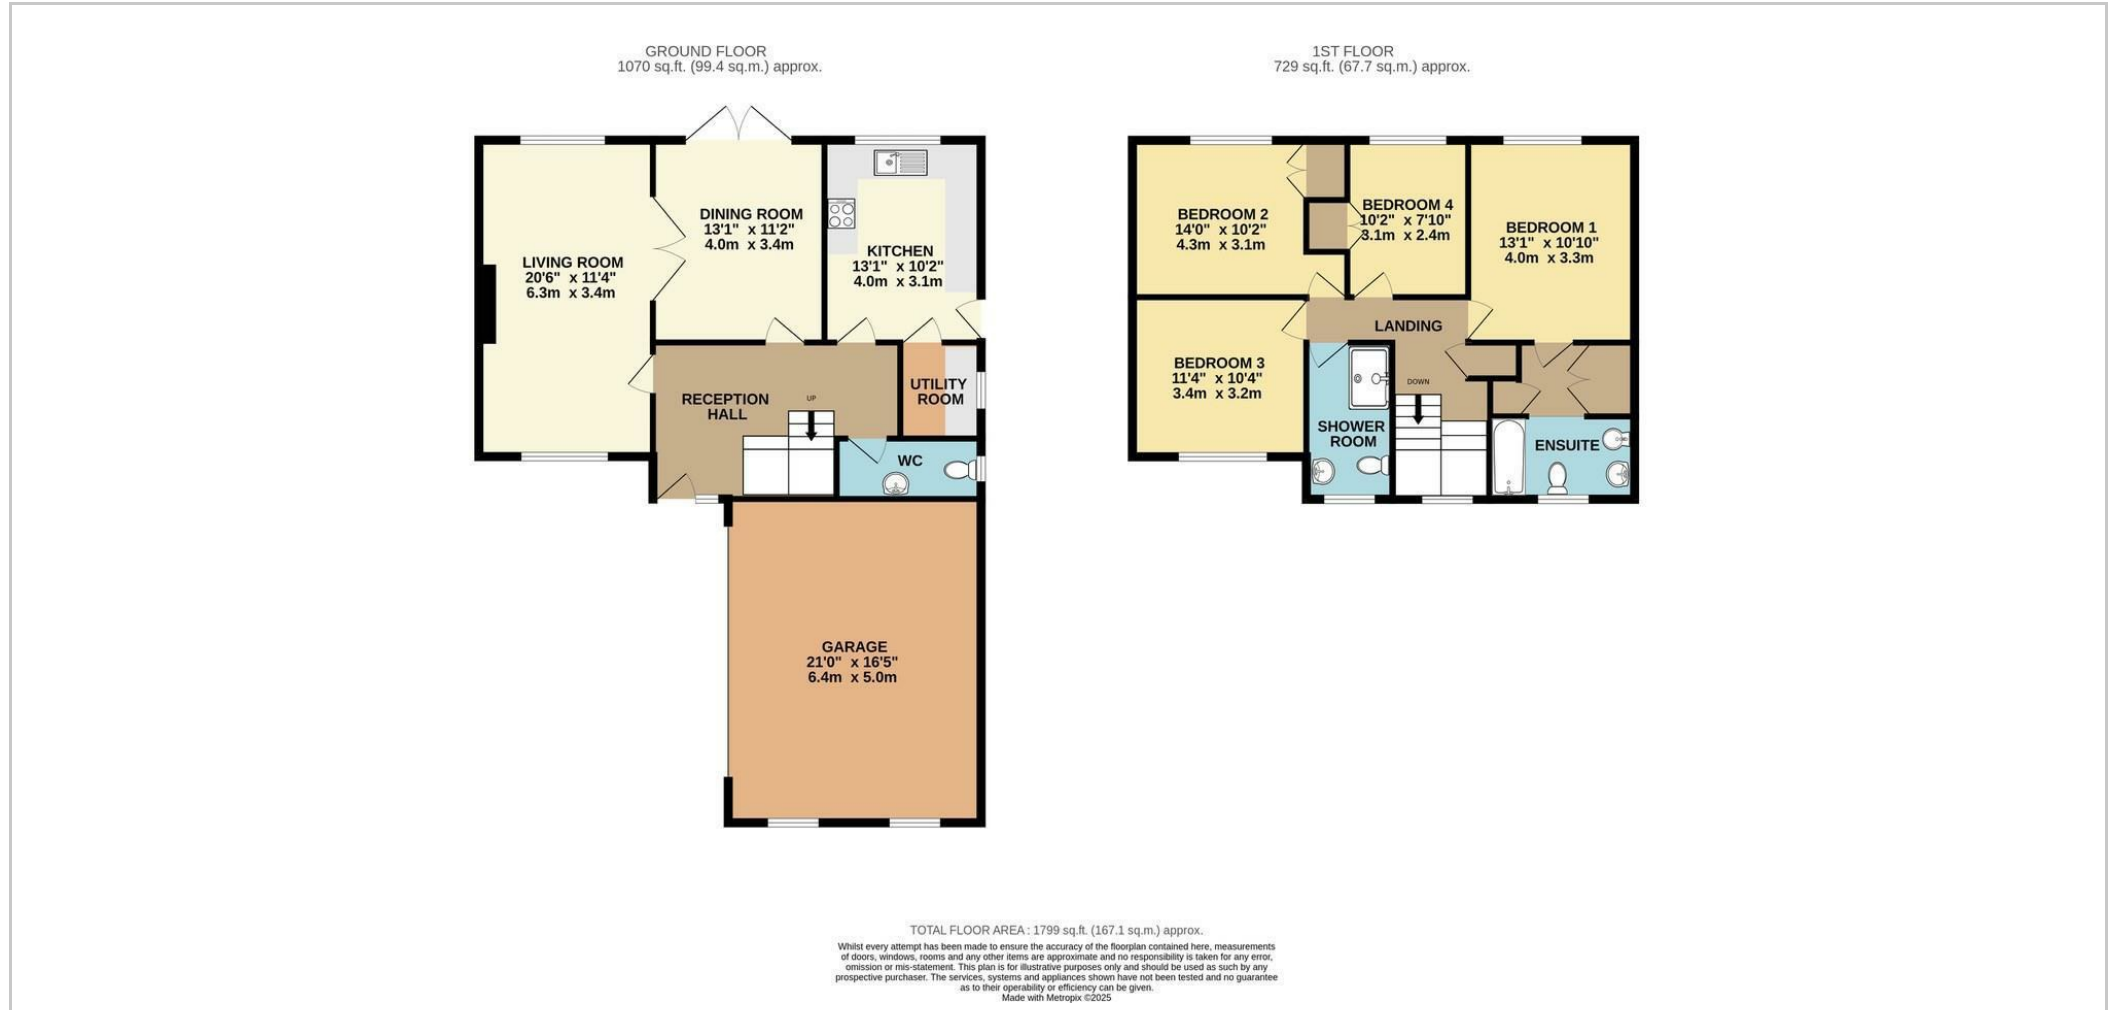 GROUND FLOOR
1070 sq.ft. (99.4 sq.m.) approx.
LIVING ROOM
20'6" x 11'4"
6.3m x 3.4m
DINING ROOM
13'1" x 11'2"
4.0m x 3.4m
KITCHEN
13'1" x 10'2"
4.0m x 3.1m
UTILITY
ROOM
RECEPTION
HALL
UP
WC
GARAGE
21'0" x 16'5"
6.4m x 5.0m
1ST FLOOR
729 sq.ft. (67.7 sq.m.) approx.
BEDROOM 2
14'0" x 10'2"
4.3m x 3.1m
BEDROOM 4
10'2" x 7'10"
3.1m x 2.4m
BEDROOM 1
13'1" x 10'10"
4.0m x 3.3m
LANDING
BEDROOM 3
11'4" x 10'4"
3.4m x 3.2m
DOWN
SHOWER
ROOM
ENSUITE
TOTAL FLOOR AREA : 1799 sq.ft. (167.1 sq.m.) approx.
Whilst every attempt has been made to ensure the accuracy of the floorplan contained here, measurements
of doors, windows, rooms and any other items are approximate and no responsibility is taken for any error,
omission or mis-statement. This plan is for illustrative purposes only and should be used as such by any
prospective purchaser. The services, systems and appliances shown have not been tested and no guarantee
as to their operability or efficiency can be given.
Made with Metropix ©2025